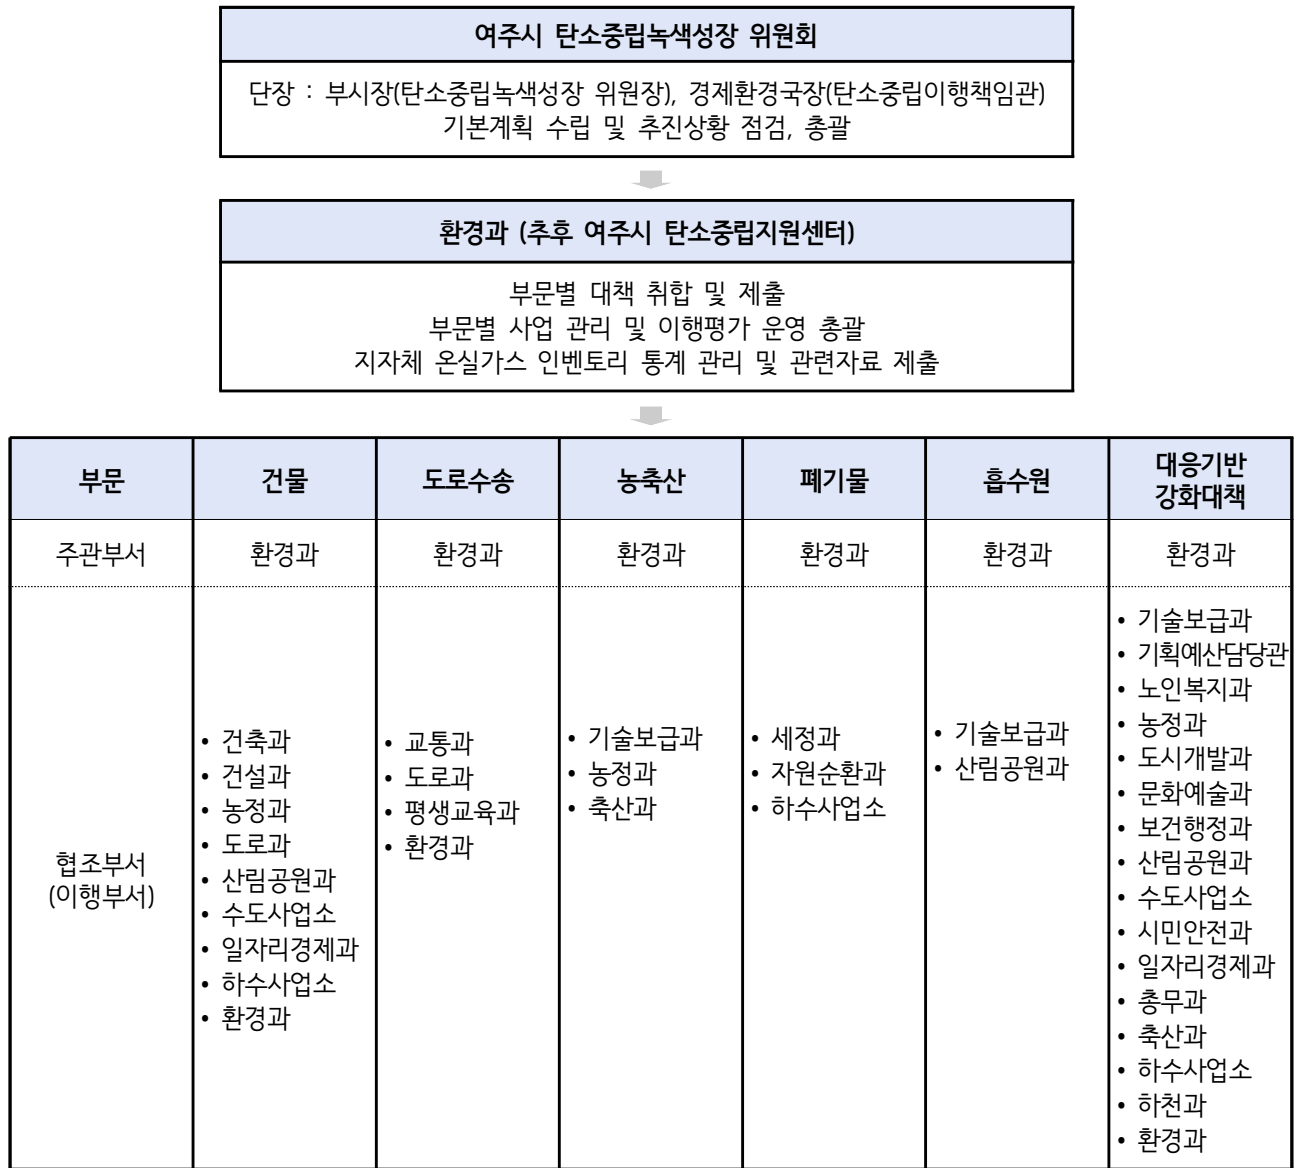 여주시 탄소중립녹색성장 위원회
단장 : 부시장(탄소중립녹색성장 위원장), 경제환경국장(탄소중립이행책임관)
기본계획 수립 및 추진상황 점검, 총괄
환경과 (추후 여주시 탄소중립지원센터)
부문별 대책 취합 및 제출
부문별 사업 관리 및 이행평가 운영 총괄
지자체 온실가스 인벤토리 통계 관리 및 관련자료 제출
부문 건물 도로수송 농축산 폐기물 흡수원 대응기반
강화대책
주관부서 환경과 환경과 환경과 환경과 환경과 환경과
협조부서
(이행부서)
• 건축과
• 건설과
• 농정과
• 도로과
• 산림공원과
• 수도사업소
• 일자리경제과
• 하수사업소
• 환경과
• 교통과
• 도로과
• 평생교육과
• 환경과
• 기술보급과
• 농정과
• 축산과
• 세정과
• 자원순환과
• 하수사업소
• 기술보급과
• 산림공원과
• 기술보급과
• 기획예산담당관
• 노인복지과
• 농정과
• 도시개발과
• 문화예술과
• 보건행정과
• 산림공원과
• 수도사업소
• 시민안전과
• 일자리경제과
• 총무과
• 축산과
• 하수사업소
• 하천과
• 환경과